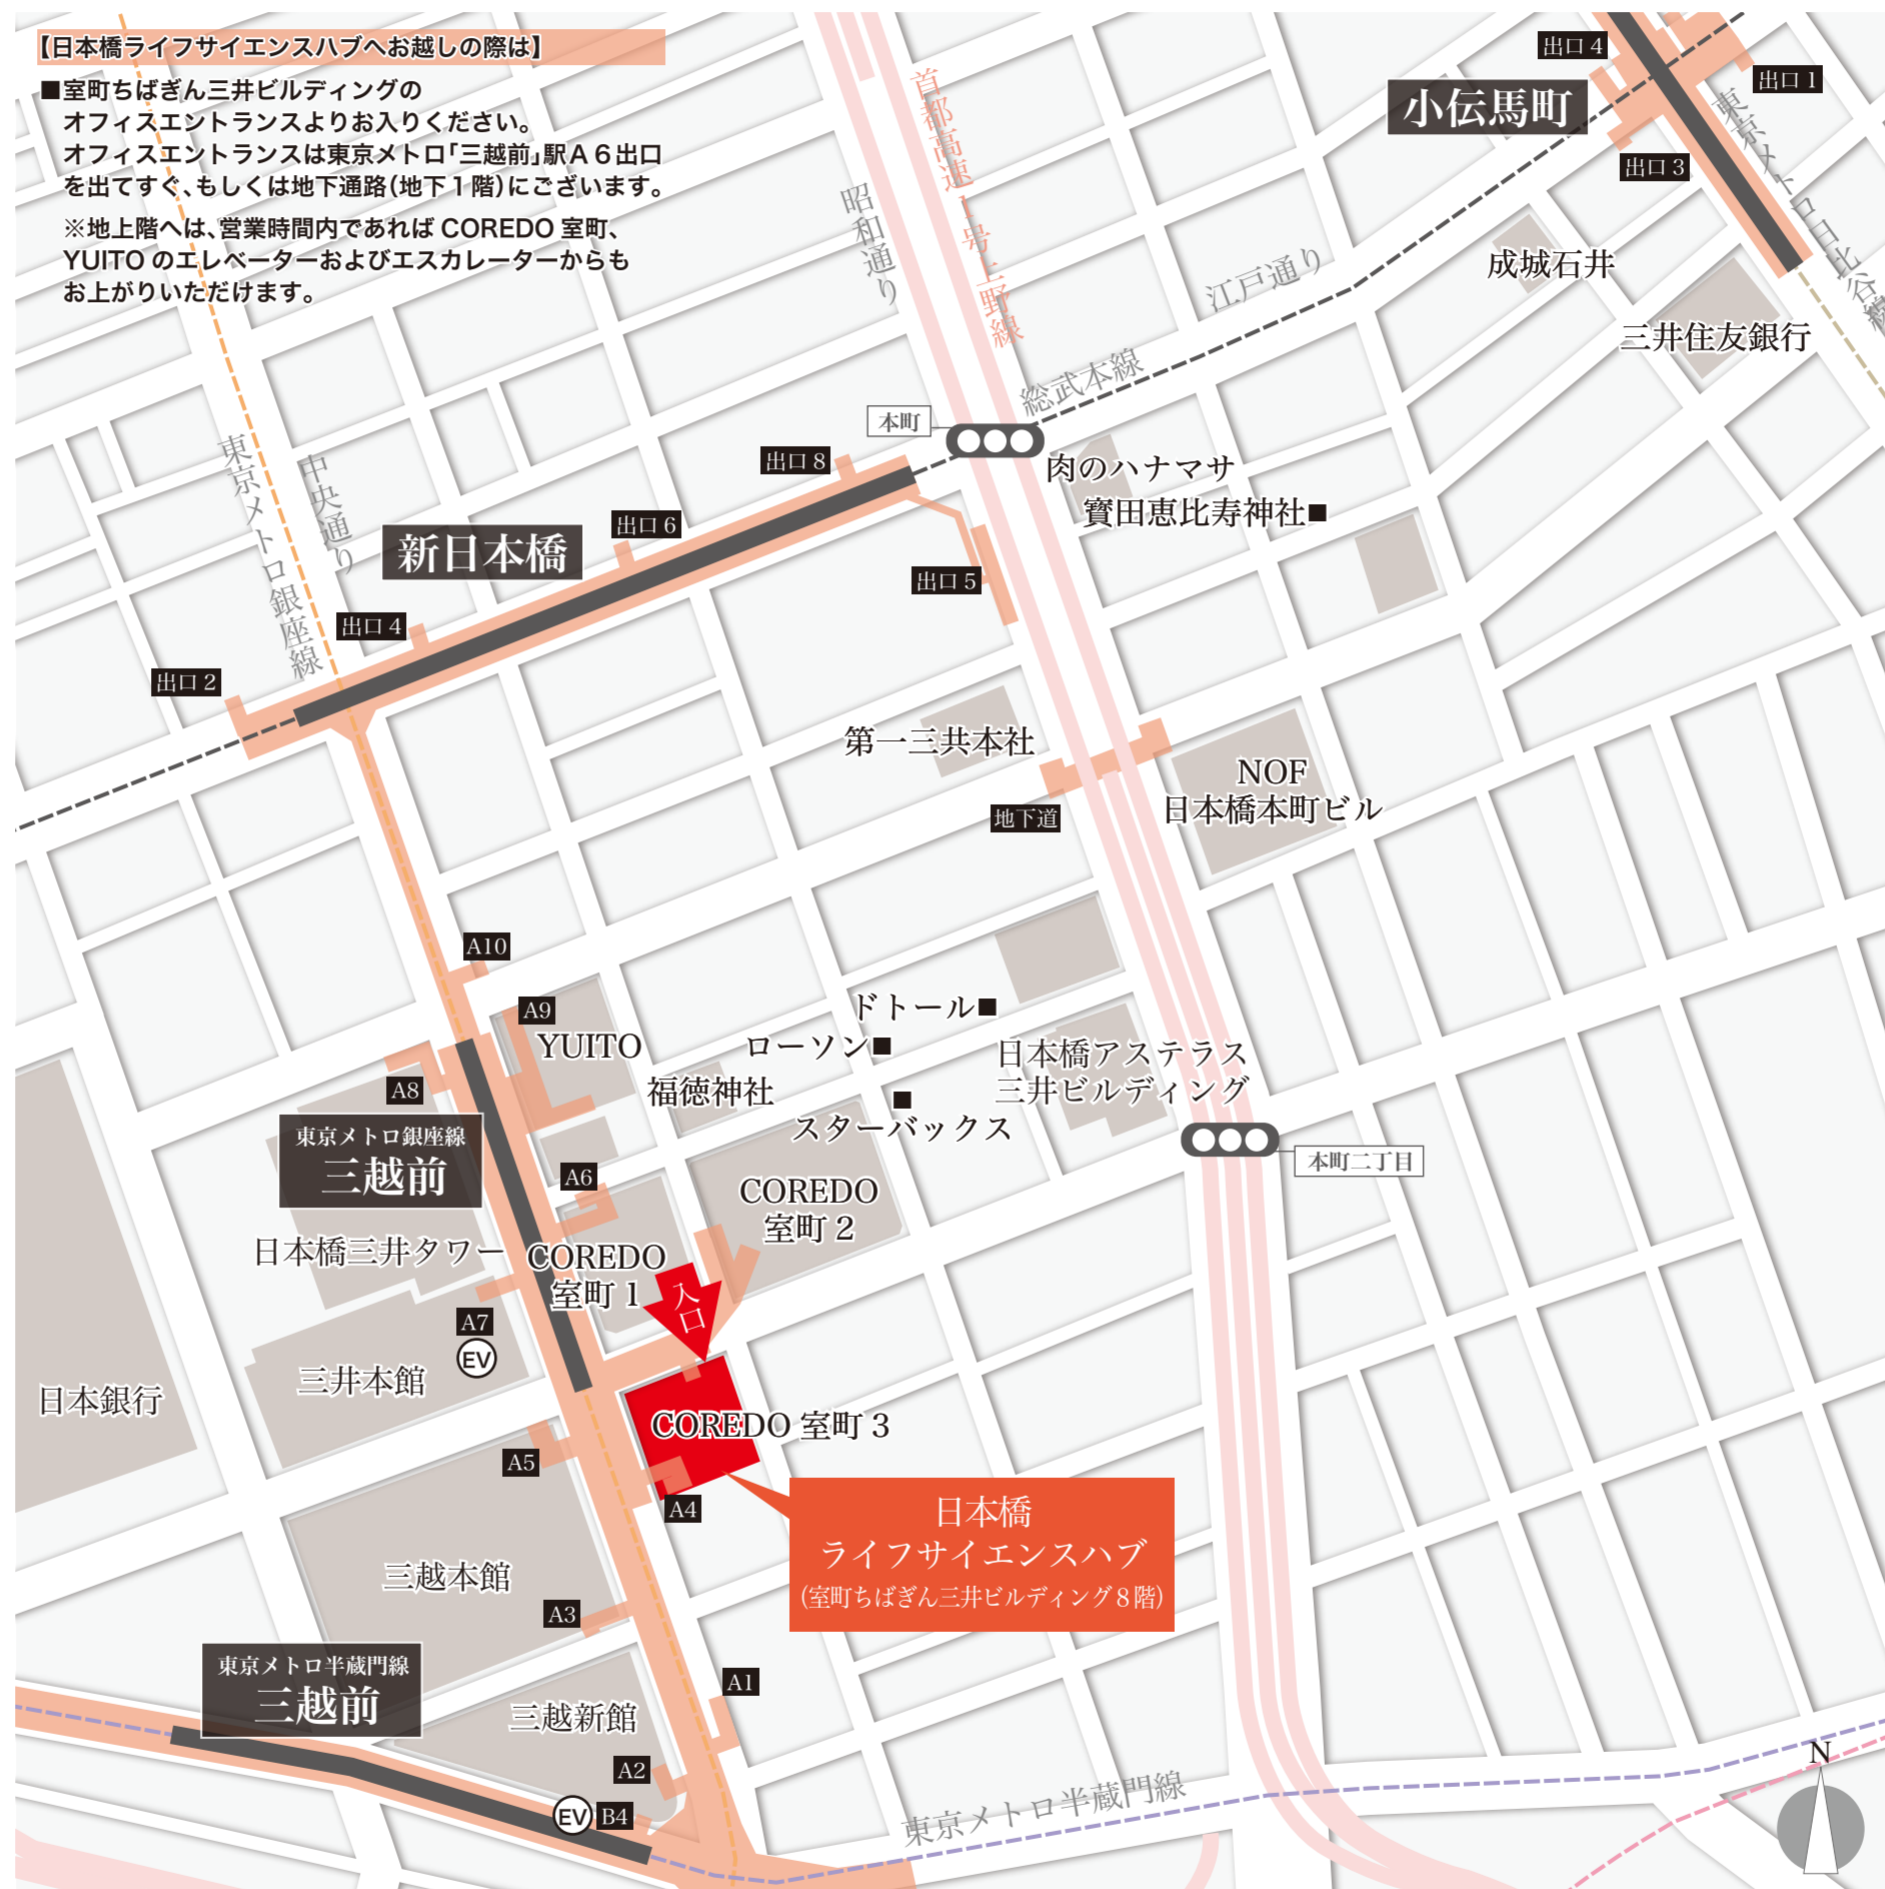 【日本橋ライフサイエンスハブへお越しの際は】
■室町ちばぎん三井ビルディングの
オフィスエントランスよりお入りください。
オフィスエントランスは東京メトロ「三越前」駅A6出口
を出てすぐ、もしくは地下通路(地下1階)にございます。
※地上階へは、営業時間内であれば COREDO 室町、
YUITO のエレベーターおよびエスカレーターからも
お上がりいただけます。
首都高速1号上野線
昭和通り
出口4
小伝馬町
出口1
出口3
東京メトロ日比谷線
成城石井
三井住友銀行
江戸通り
総武本線
本町
肉のハナマサ
寳田恵比寿神社■
東京メトロ銀座線
中央通り
新日本橋
出口8
出口6
出口5
出口4
出口2
第一三共本社
地下道
NOF
日本橋本町ビル
A10
A9
YUITO
A8
東京メトロ銀座線
三越前
福徳神社
ドトール■
ローソン■
■
スターバックス
日本橋アステラス
三井ビルディング
本町二丁目
A6
COREDO
室町 2
日本橋三井タワー
COREDO
室町 1
入口
A7
EV
三井本館
日本銀行
COREDO 室町 3
A5
A4
日本橋
ライフサイエンスハブ
(室町ちばぎん三井ビルディング8階)
三越本館
A3
東京メトロ半蔵門線
三越前
A1
三越新館
A2
EV
B4
東京メトロ半蔵門線
N